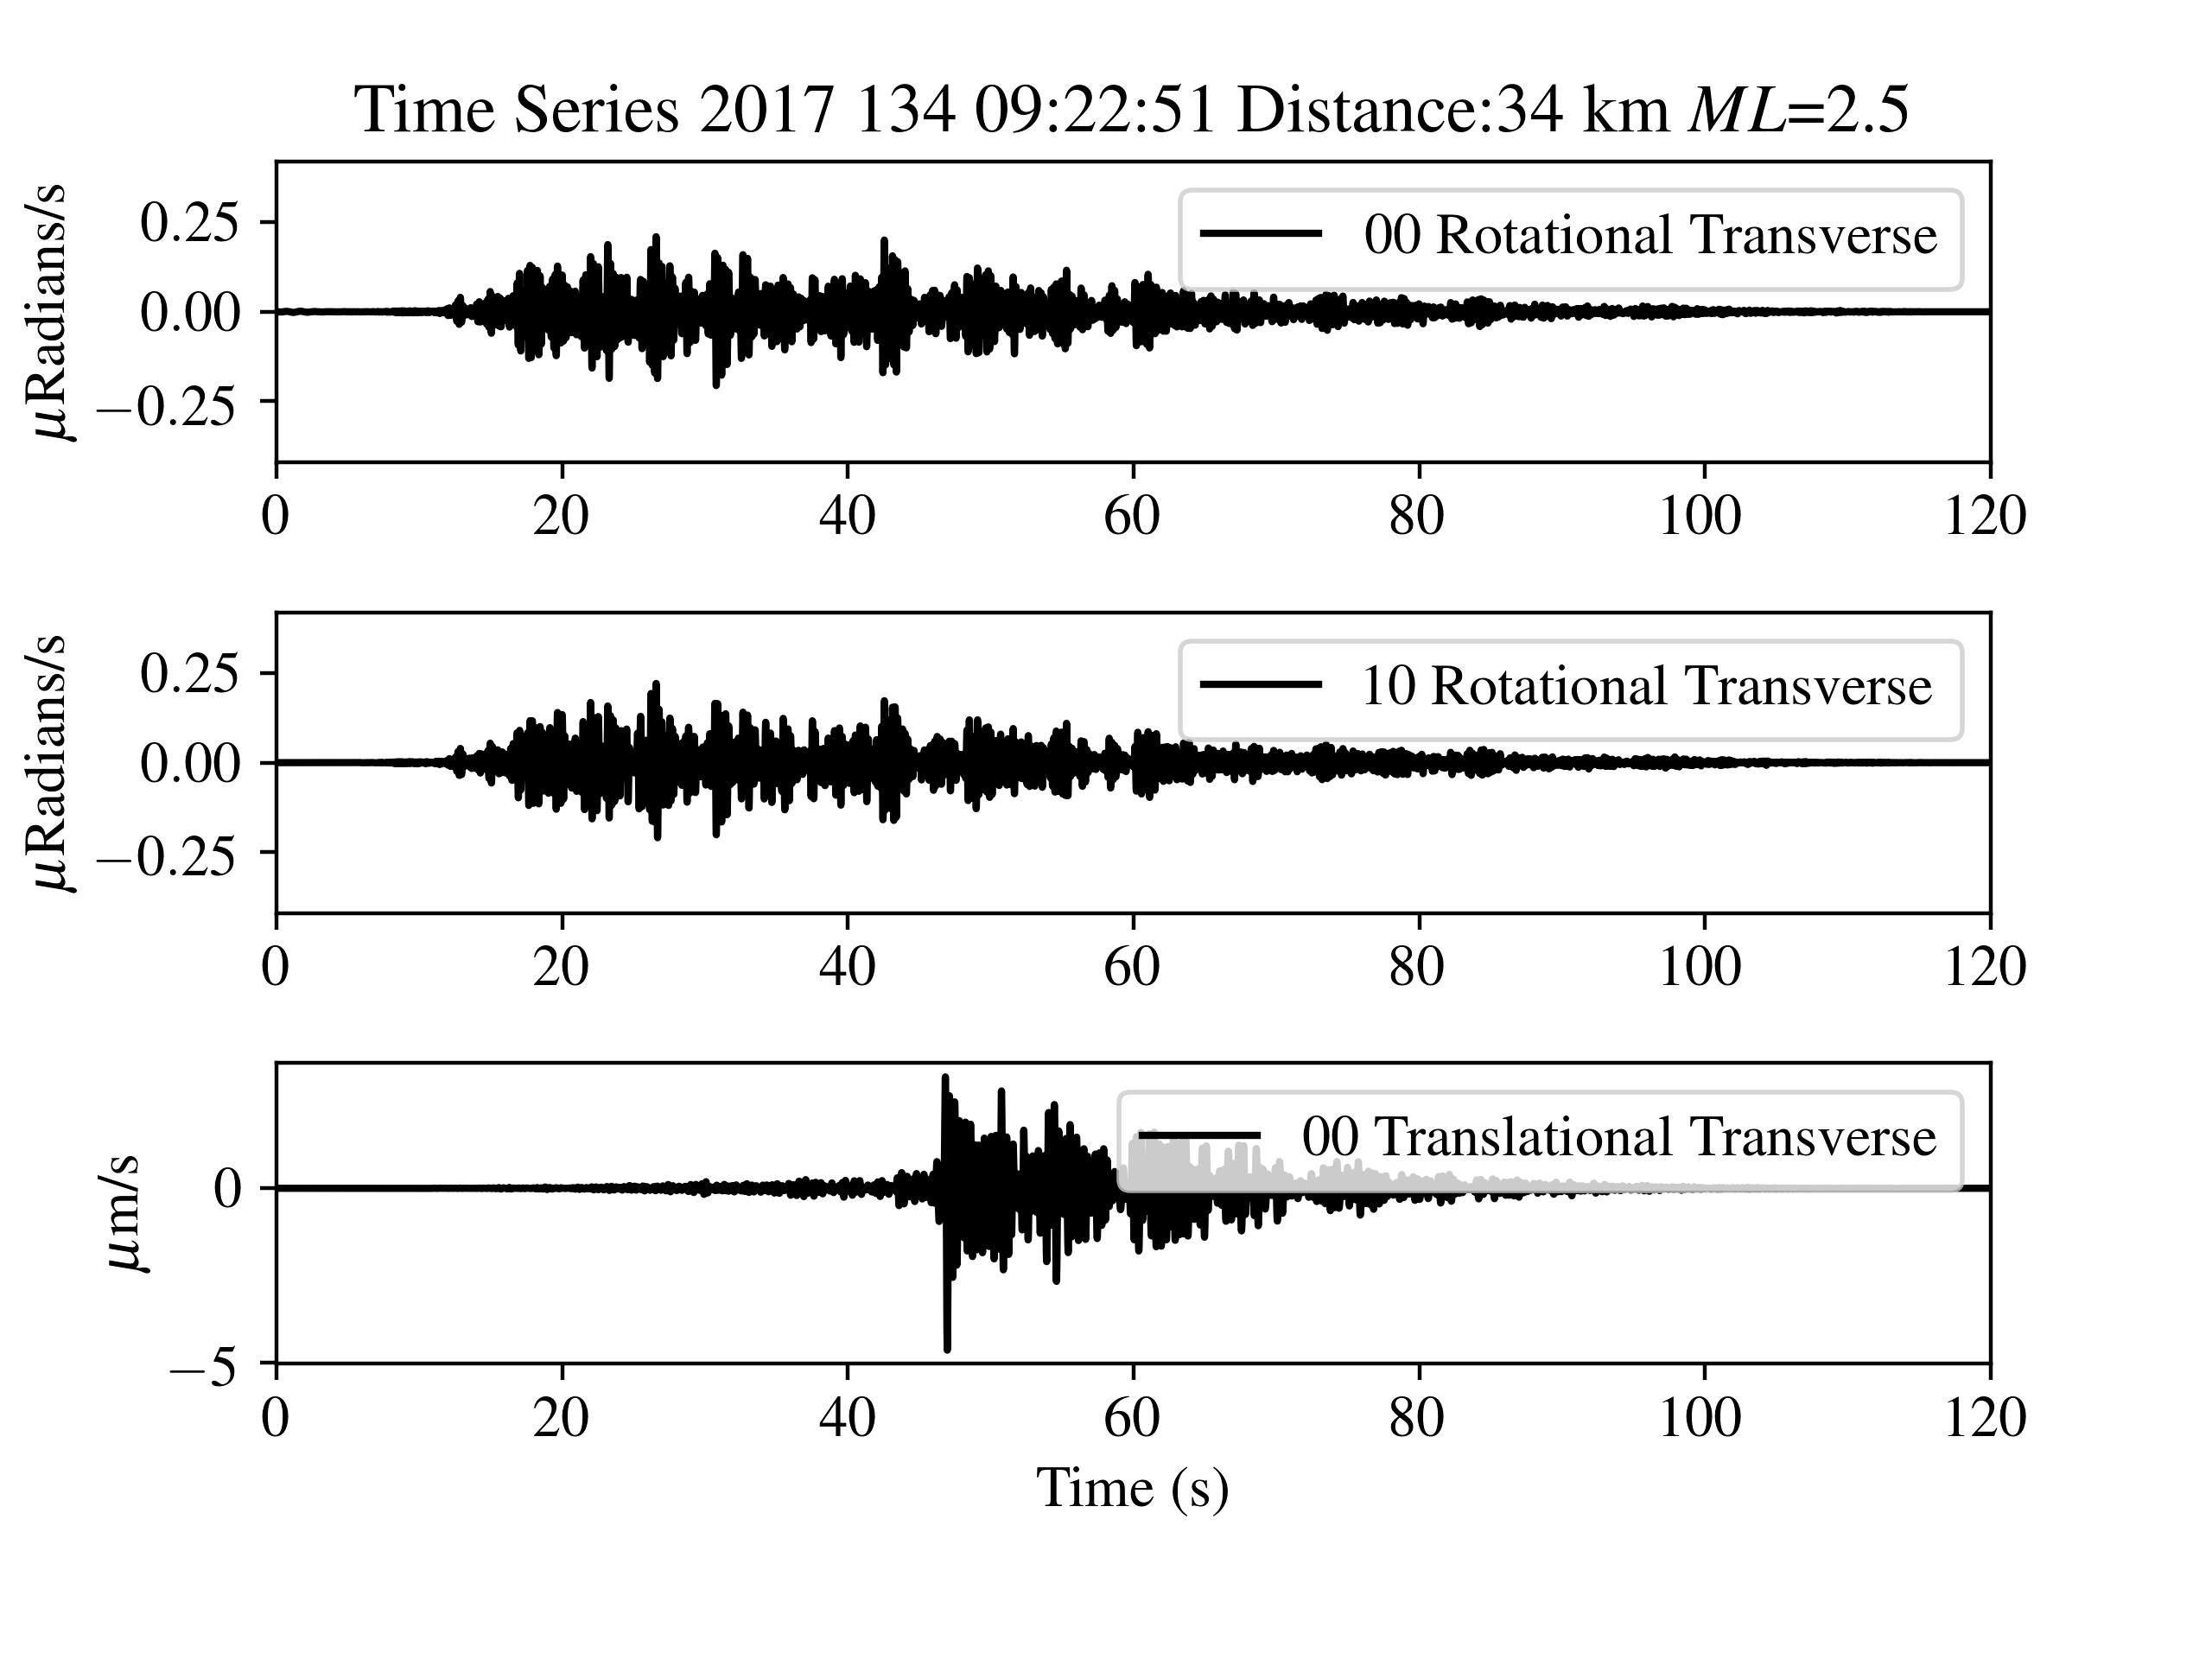 Time Series 2017 134 09:22:51 Distance:34 km ML=2.5
μRadians/s
0.25
0.00
−0.25
00 Rotational Transverse
0 20 40 60 80 100 120
μRadians/s
0.25
0.00
−0.25
10 Rotational Transverse
0 20 40 60 80 100 120
μm/s
0
−5
00 Translational Transverse
0 20 40 60 80 100 120
Time (s)